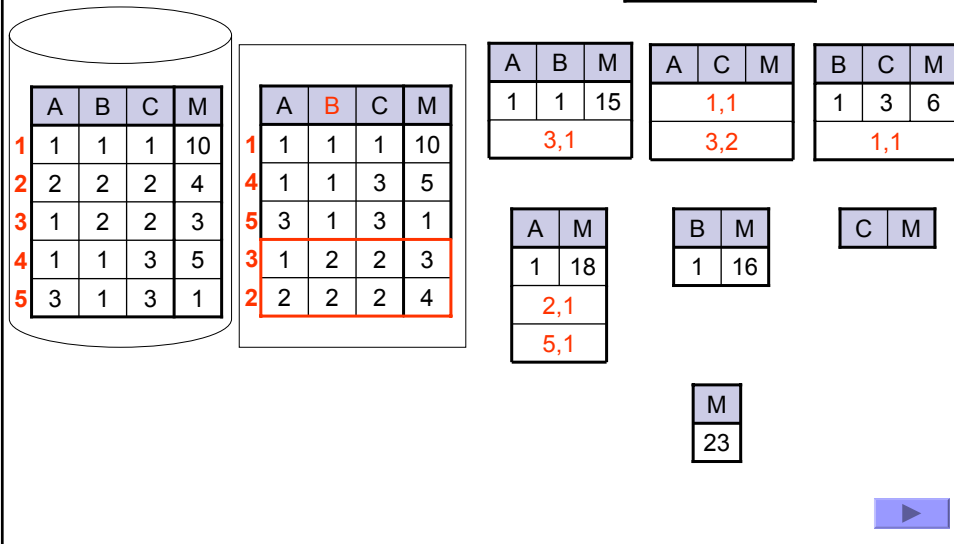 A B C M
1 1 1 1 10
2 2 2 2 4
3 1 2 2 3
4 1 1 3 5
5 3 1 3 1
A B C M
1 1 1 1 10
4 1 1 3 5
5 3 1 3 1
3 1 2 2 3
2 2 2 2 4
A B M
1 1 15
3,1
A C M
1,1
3,2
B C M
1 3 6
1,1
A M
1 18
2,1
5,1
B M
1 16
C M
M
23